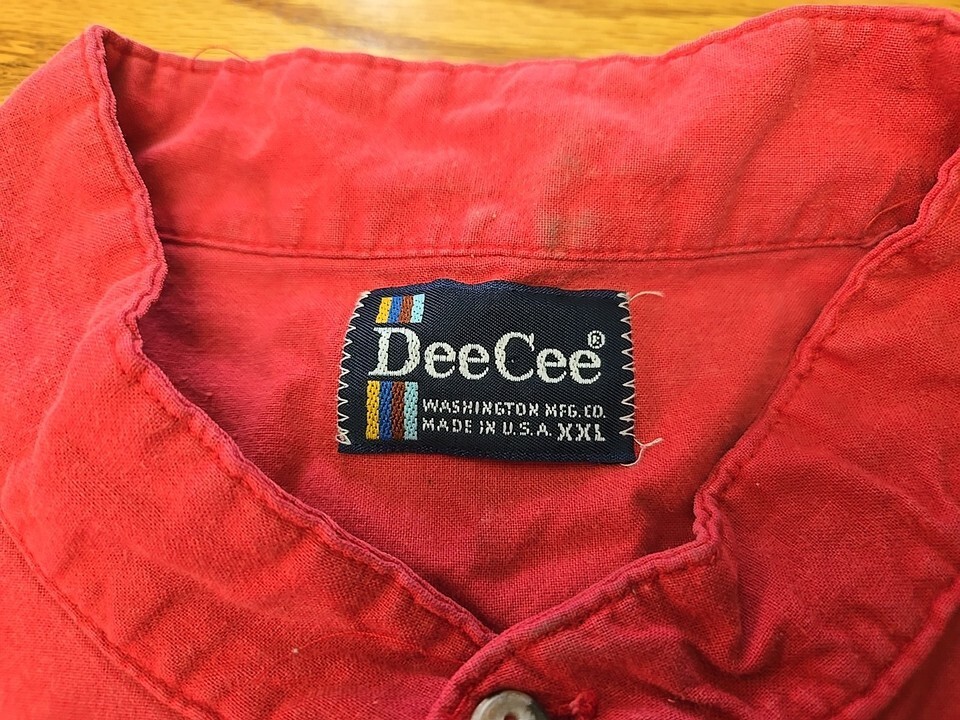 DeeCee®
WASHINGTON MFG. CO.
MADE IN U.S.A. XXL